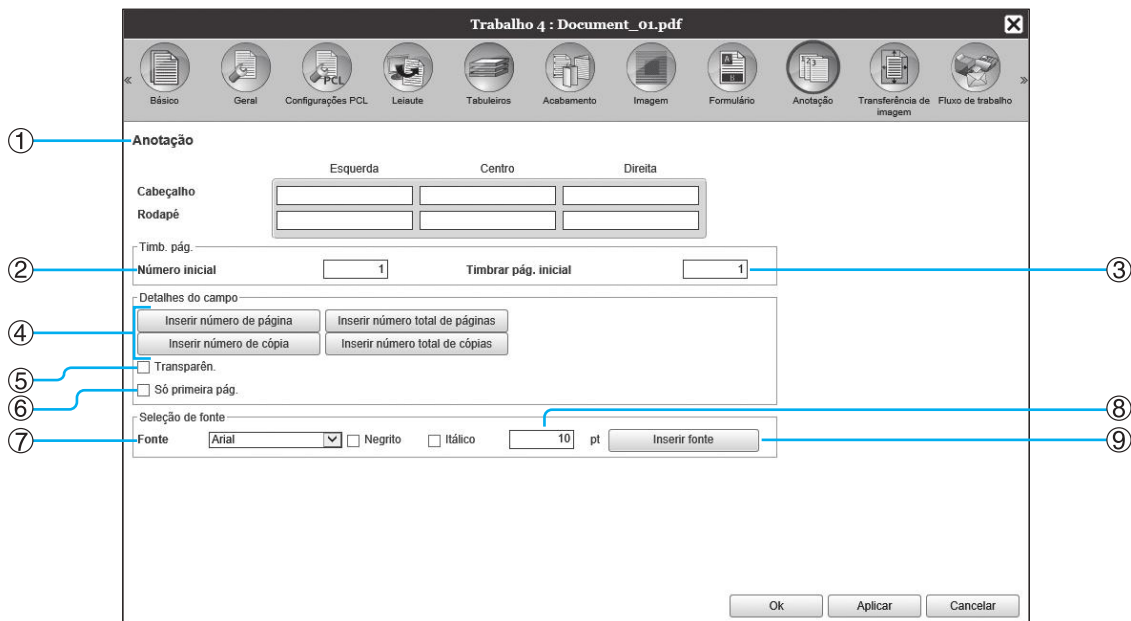 Trabalho 4 : Document_01.pdf
« Básico Geral Configurações PCL Leiaute Tabuleiros Acabamento Imagem Formulário Anotação Transferência de imagem Fluxo de trabalho »
① Anotação
Esquerda Centro Direita
Cabeçalho
Rodapé
Timb. pág.
② Número inicial 1 Timbrar pág. inicial 1 ③
Detalhes do campo
④ Inserir número de página Inserir número total de páginas
Inserir número de cópia Inserir número total de cópias
⑤ Transparên.
⑥ Só primeira pág.
Seleção de fonte ⑧
⑦ Fonte Arial Negrito Itálico 10 pt Inserir fonte ⑨
Ok Aplicar Cancelar